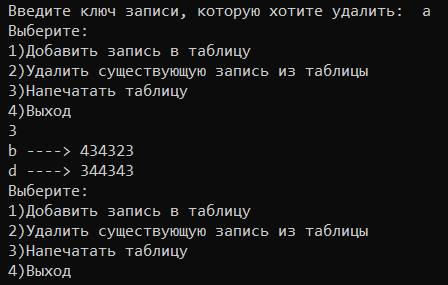 Введите ключ записи, которую хотите удалить:  a
Выберите:
1)Добавить запись в таблицу
2)Удалить существующую запись из таблицы
3)Напечатать таблицу
4)Выход
3
b ----> 434323
d ----> 344343
Выберите:
1)Добавить запись в таблицу
2)Удалить существующую запись из таблицы
3)Напечатать таблицу
4)Выход